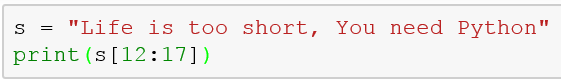 s = "Life is too short, You need Python"
print(s[12:17])